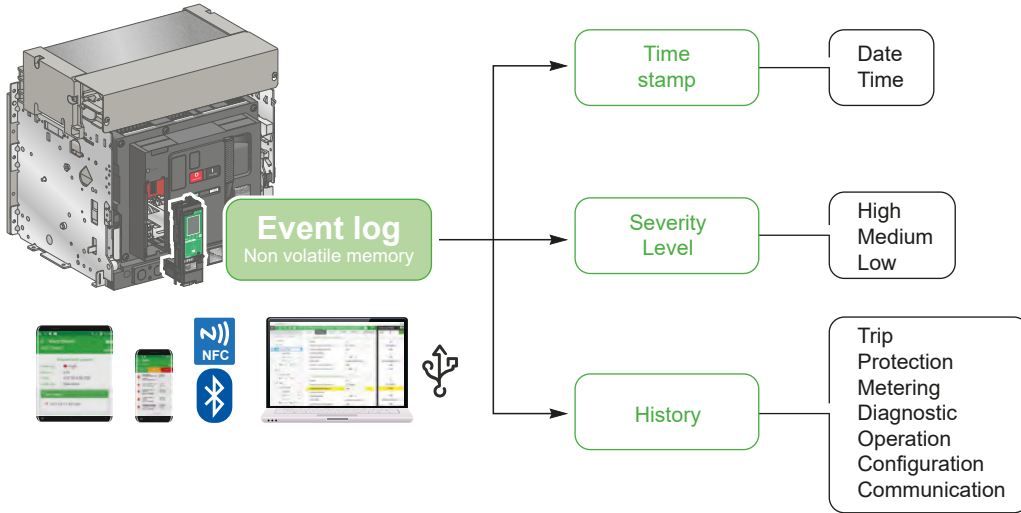 Event log
Non volatile memory
NFC
Time
stamp
Date
Time
Severity
Level
High
Medium
Low
History
Trip
Protection
Metering
Diagnostic
Operation
Configuration
Communication